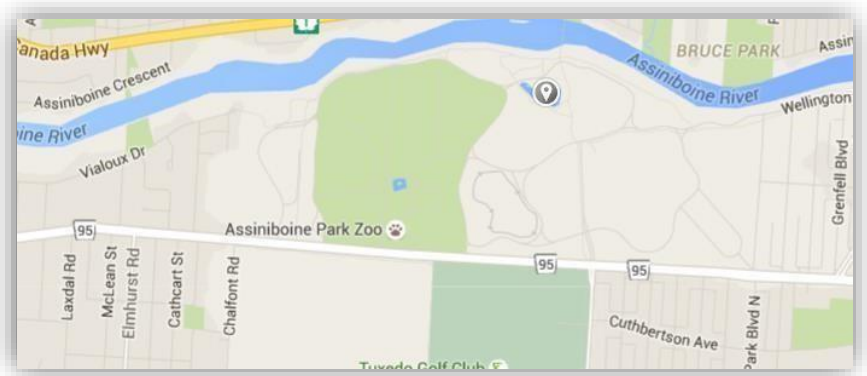 1
Canada Hwy
BRUCE PARK
Assin
Assiniboine Crescent
Assiniboine River
Wellington
ine River
Vialoux Dr
Grenfell Blvd
95
Assiniboine Park Zoo
95
95
Laxdal Rd
McLean St
Elmhurst Rd
Cathcart St
Chalfont Rd
Cuthbertson Ave
Park Blvd N
Tuxedo Golf Club